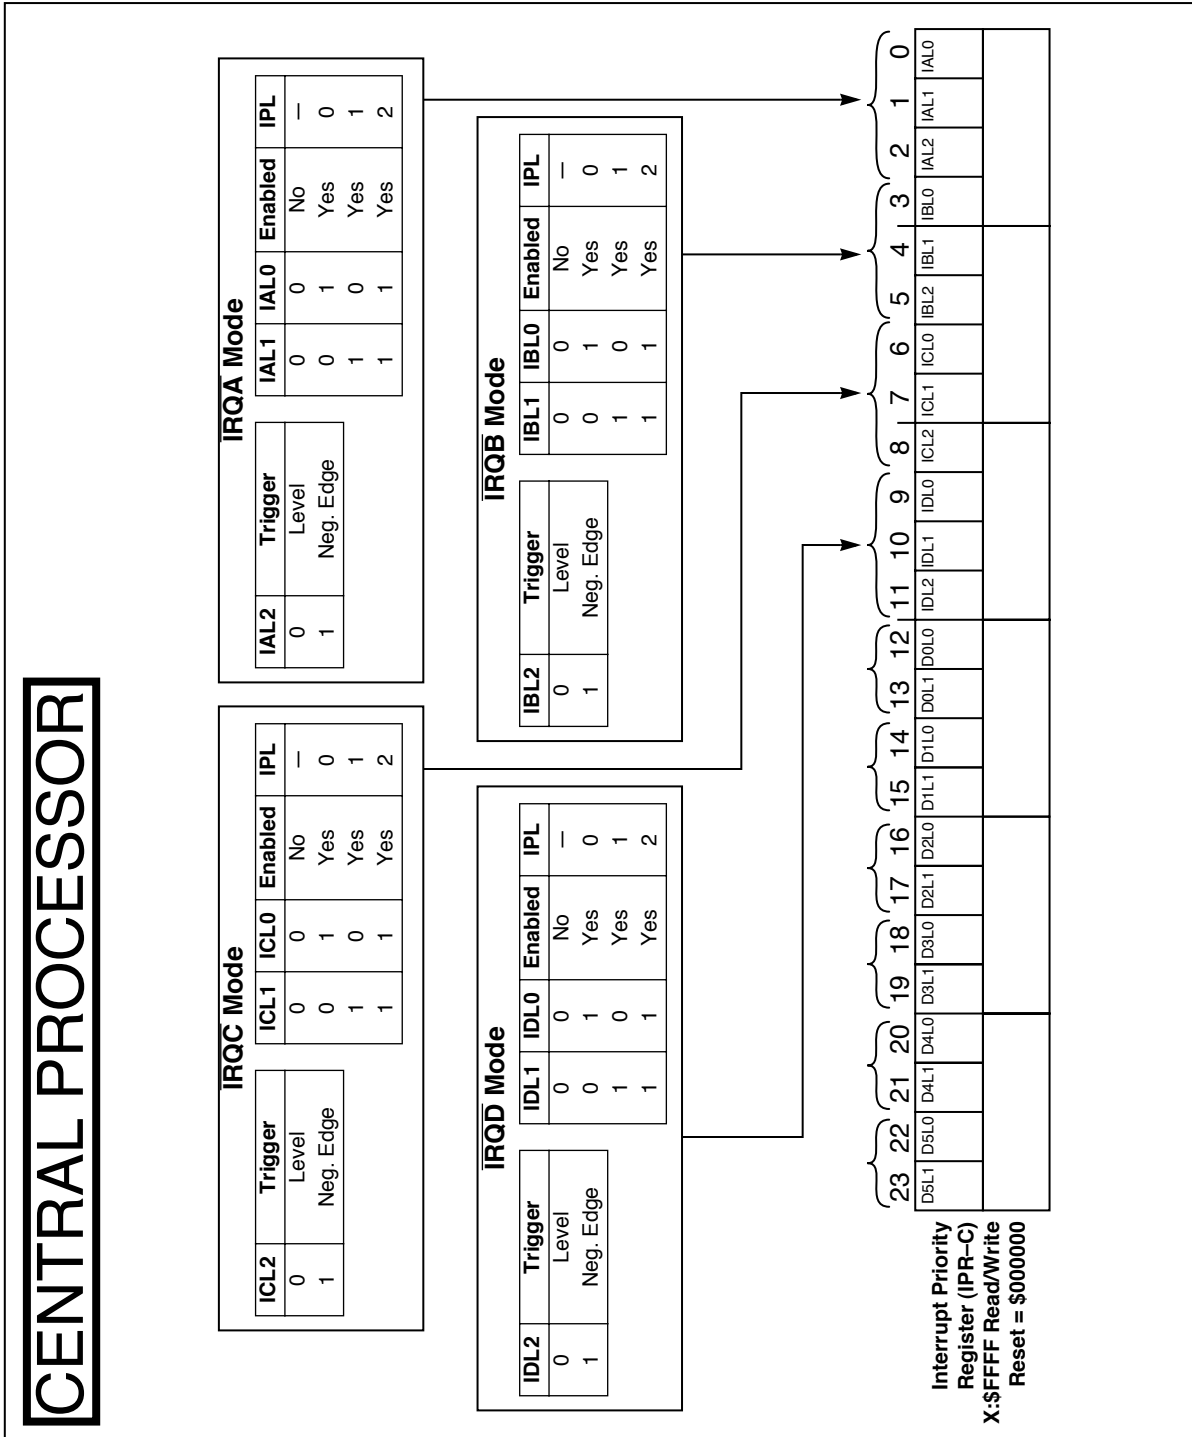 CENTRAL PROCESSOR
IRQC Mode
ICL2 Trigger
0 Level
1 Neg. Edge
ICL1 ICL0 Enabled IPL
0 0 No —
0 1 Yes 0
1 0 Yes 1
1 1 Yes 2
IRQA Mode
IAL2 Trigger
0 Level
1 Neg. Edge
IAL1 IAL0 Enabled IPL
0 0 No —
0 1 Yes 0
1 0 Yes 1
1 1 Yes 2
IRQD Mode
IDL2 Trigger
0 Level
1 Neg. Edge
IDL1 IDL0 Enabled IPL
0 0 No —
0 1 Yes 0
1 0 Yes 1
1 1 Yes 2
IRQB Mode
IBL2 Trigger
0 Level
1 Neg. Edge
IBL1 IBL0 Enabled IPL
0 0 No —
0 1 Yes 0
1 0 Yes 1
1 1 Yes 2
23 22 21 20 19 18 17 16 15 14 13 12 11 10 9 8 7 6 5 4 3 2 1 0
D5L1 D5L0 D4L1 D4L0 D3L1 D3L0 D2L1 D2L0 D1L1 D1L0 D0L1 D0L0 IDL2 IDL1 IDL0 ICL2 ICL1 ICL0 IBL2 IBL1 IBL0 IAL2 IAL1 IAL0
Interrupt Priority
Register (IPR–C)
X:$FFFF Read/Write
Reset = $000000